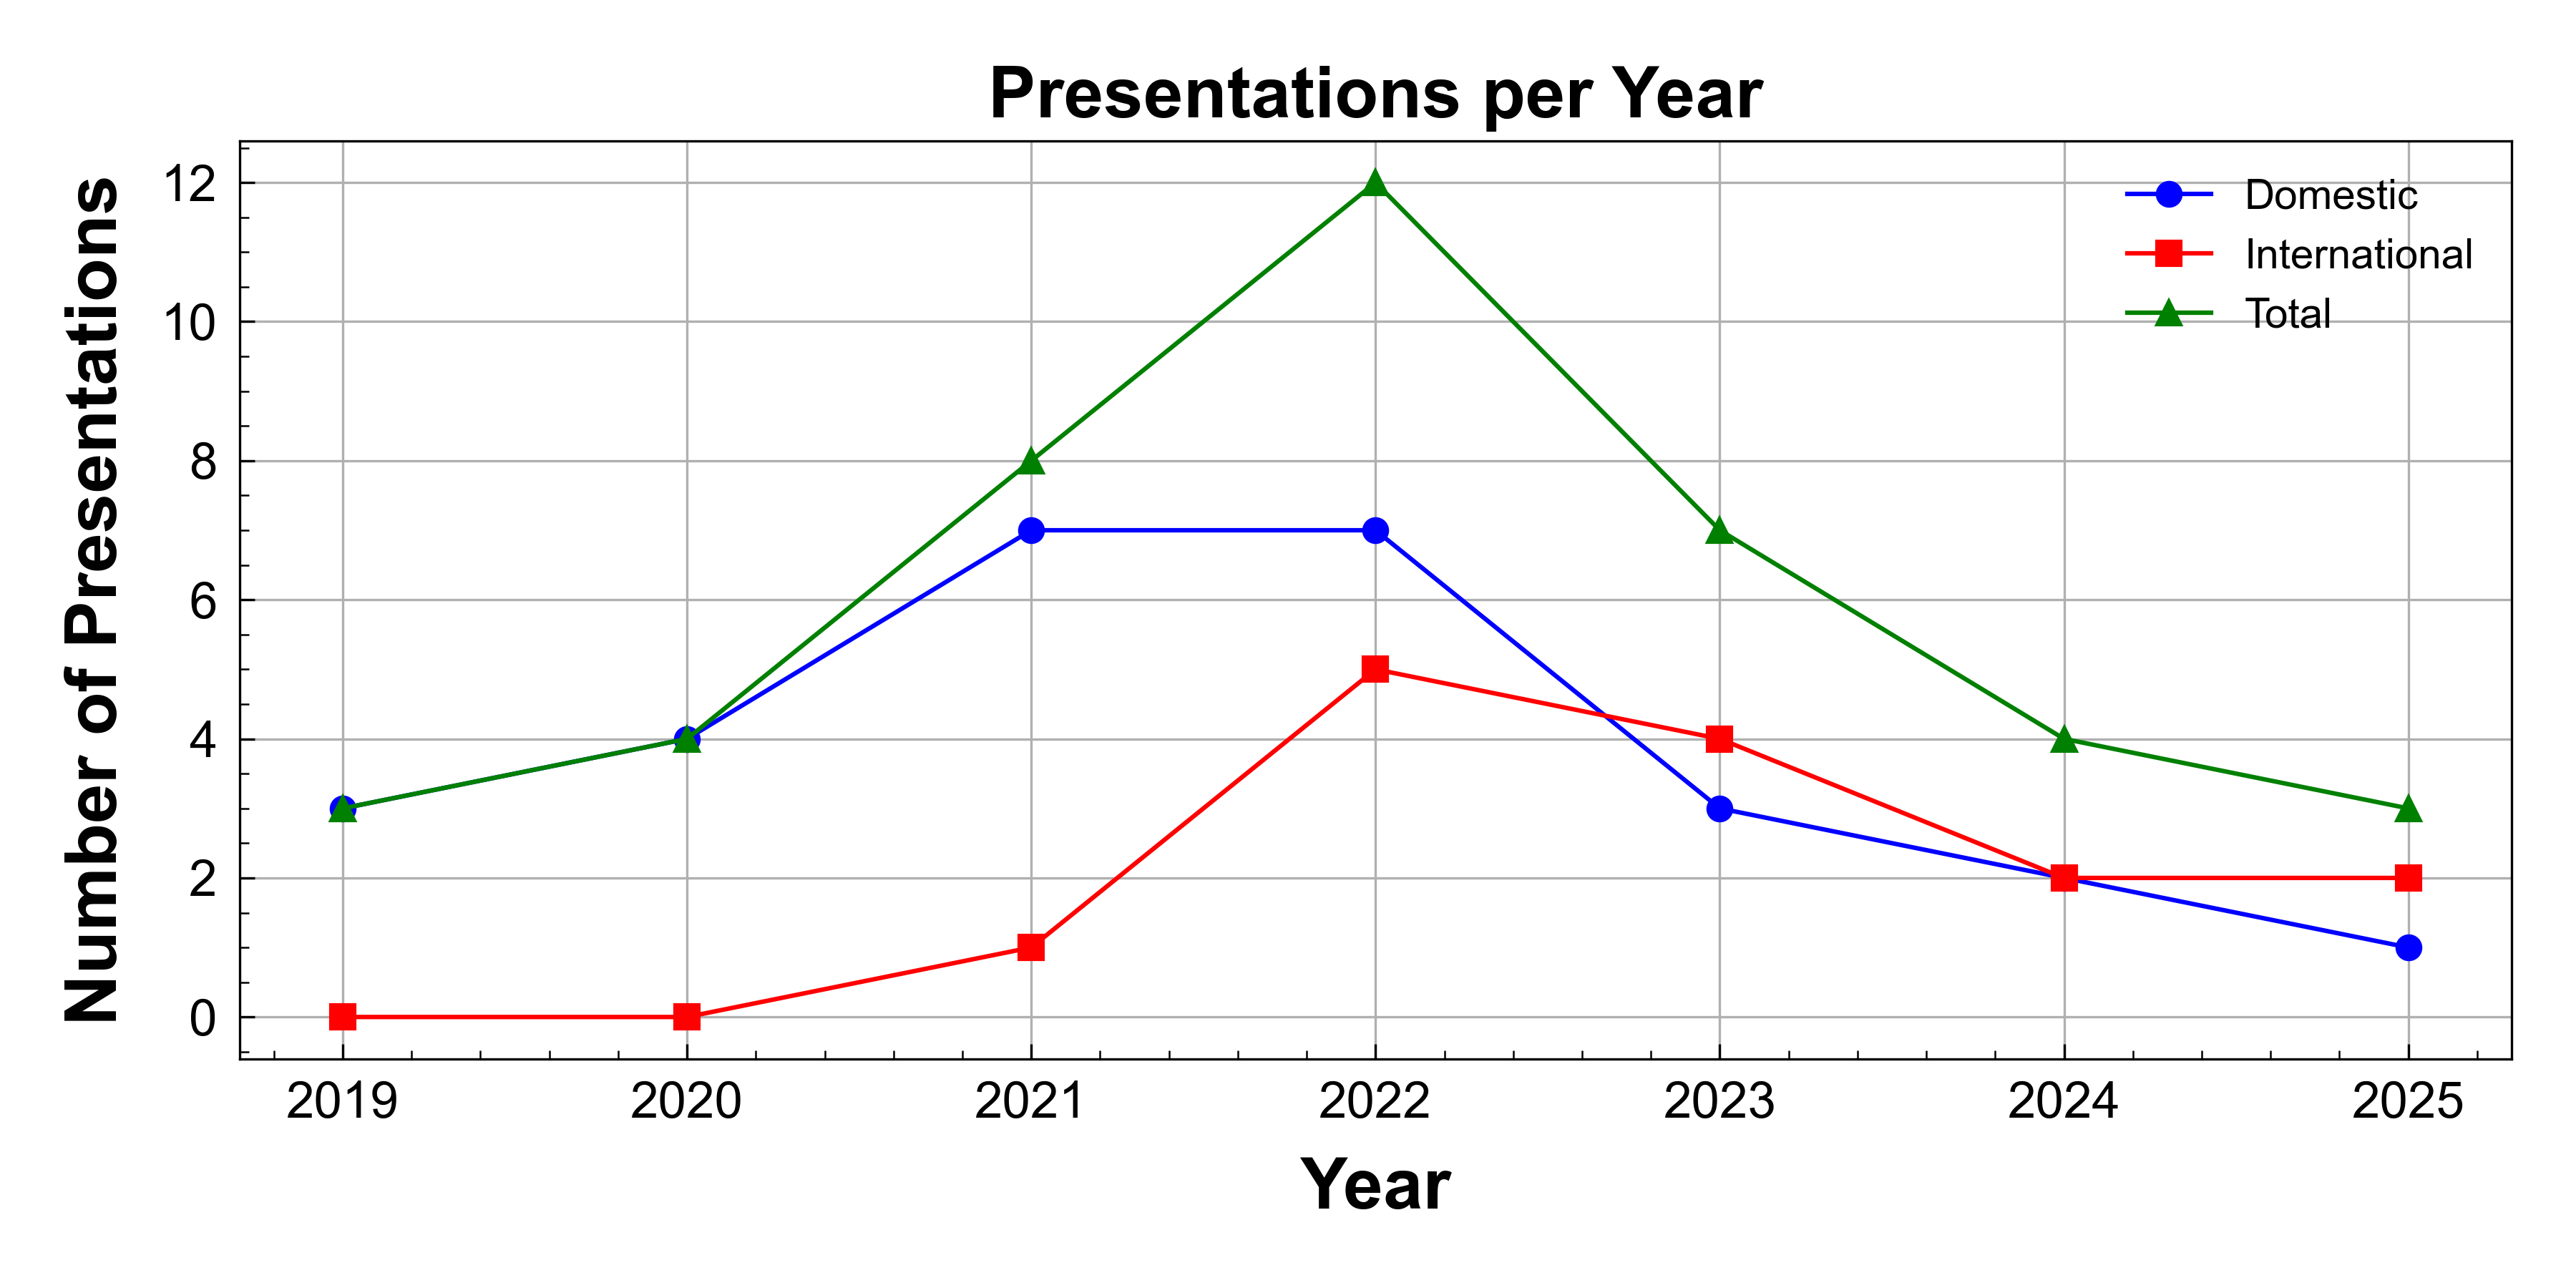 Presentations per Year
Number of Presentations
12
10
8
6
4
2
0
Domestic
International
Total
2019 2020 2021 2022 2023 2024 2025
Year